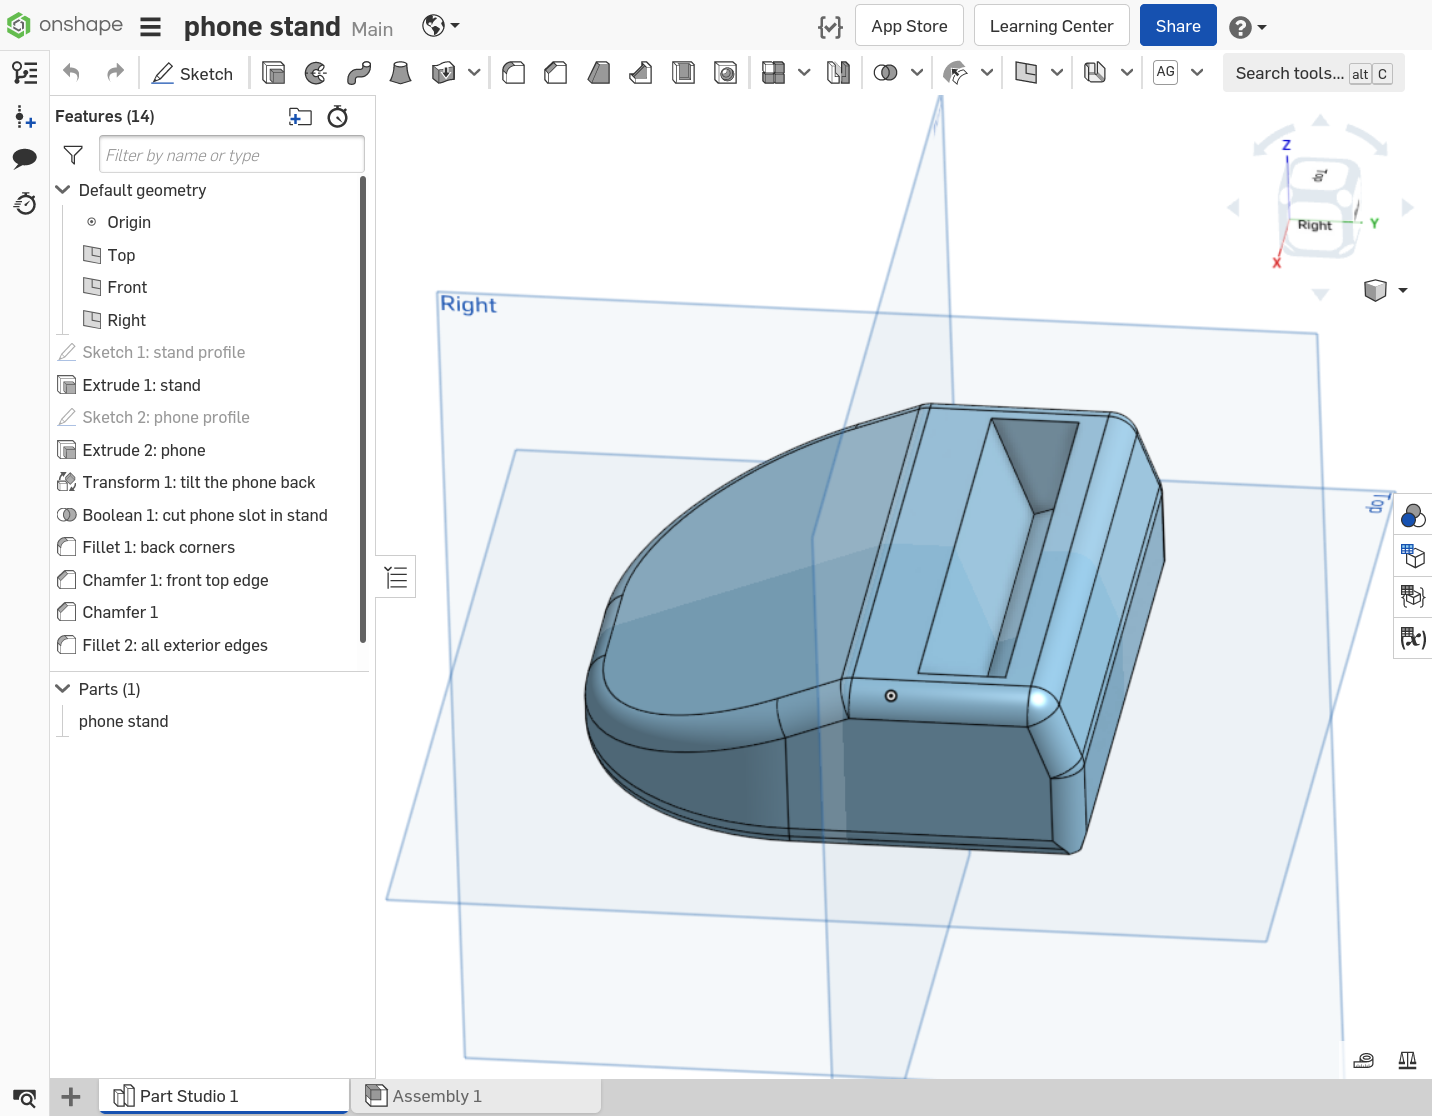 onshape
phone stand Main
App Store
Learning Center
Share
Sketch
AG
Search tools... alt C
Features (14)
Filter by name or type
Default geometry
Origin
Top
Front
Right
Sketch 1: stand profile
Extrude 1: stand
Sketch 2: phone profile
Extrude 2: phone
Transform 1: tilt the phone back
Boolean 1: cut phone slot in stand
Fillet 1: back corners
Chamfer 1: front top edge
Chamfer 1
Fillet 2: all exterior edges
Parts (1)
phone stand
Right
Top
Z
Top
Right
Y
X
Part Studio 1
Assembly 1